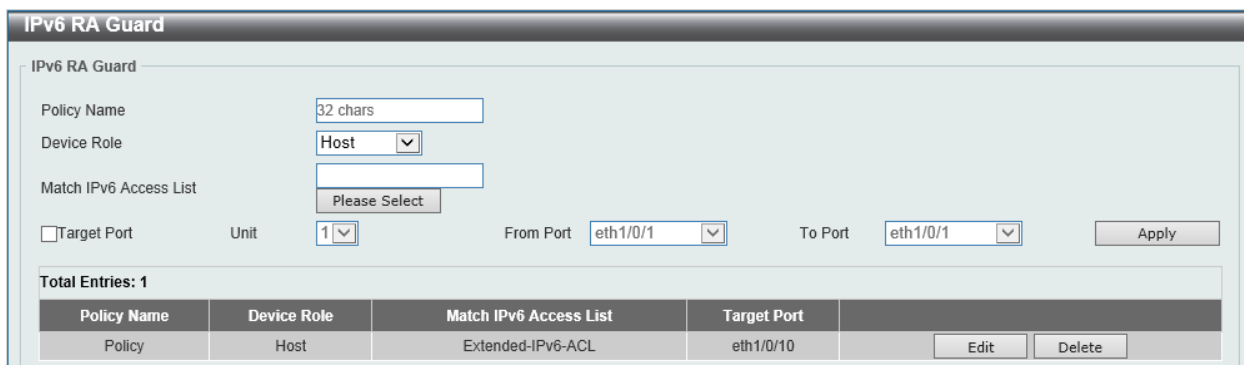 IPv6 RA Guard
IPv6 RA Guard
Policy Name 32 chars
Device Role Host
Match IPv6 Access List
Please Select
Target Port Unit 1 From Port eth1/0/1 To Port eth1/0/1 Apply
Total Entries: 1
Policy Name Device Role Match IPv6 Access List Target Port
Policy Host Extended-IPv6-ACL eth1/0/10 Edit Delete